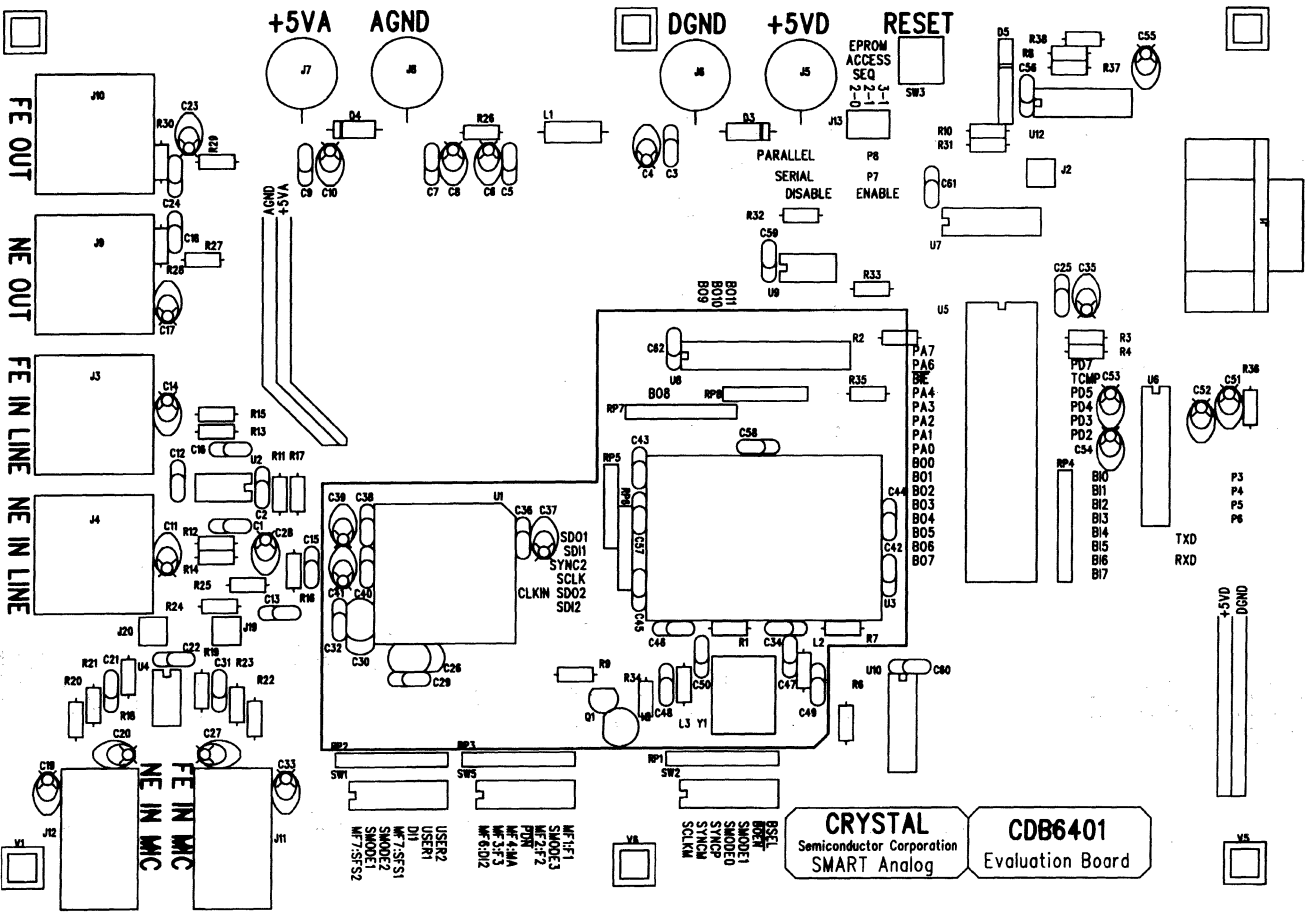 +5VA
AGND
DGND
+5VD
RESET
EPROM
ACCESS
SEQ
2-0
2-1
3-1
J10
J7
J8
J6
J5
J13
SW3
D5
R38
R8
C56
R37
C55
U12
FE OUT
R30
C23
R29
C24
D4
C9
C10
R26
C7
C8
C6
C5
L1
C4
C3
D3
PARALLEL
P8
SERIAL
P7
DISABLE
ENABLE
R10
R31
J2
C61
U7
R32
C59
U9
R33
NE OUT
J9
C18
R27
R28
C17
AGND
+5VA
BO9
BO10
BO11
C25
C35
U5
R3
R4
FE IN LINE
J3
C14
R15
R13
C16
C12
U2
R11
R17
C62
U8
R2
BO8
RP8
RP7
R35
C58
PA7
PA6
BIE
PA4
PA3
PA2
PA1
PA0
BO0
BO1
BO2
BO3
BO4
BO5
BO6
BO7
PD7
TCMP
PD5
PD4
PD3
PD2
C53
C54
U6
C52
C51
R36
RP4
BI0
BI1
BI2
BI3
BI4
BI5
BI6
BI7
P3
P4
P5
P6
TXD
RXD
NE IN LINE
J4
C11
R12
R14
C1
C2
C28
C15
R25
R16
R24
C13
J20
J19
C39
C38
C41
C40
C32
C30
U1
C36
C37
C26
C29
SDO1
SDI1
SYNC2
SCLK
CLKIN
SDO2
SDI2
C43
RP5
RP6
C57
C45
C44
C42
U3
C46
R1
C34
L2
R7
+5VD
DGND
R21
C21
U4
C22
R19
C31
R23
R20
R18
R22
R9
R34
Q1
C48
C50
L3
Y1
C47
C49
R6
U10
C60
C20
C27
C19
C33
NE IN MIC
FE IN MIC
J12
J11
RP2
SW1
RP3
SW5
RP1
SW2
MF7:SFS2
SMODE1
SMODE2
MF7:SFS1
DI1
USER1
USER2
MF6:DI2
MF3:F3
MF4:MA
PDN
MF2:F2
SMODE3
MF1:F1
SCLKM
SYNCM
SYNCP
SMODE0
SMODE1
BOEN
BSEL
CRYSTAL
Semiconductor Corporation
SMART Analog
CDB6401
Evaluation Board
V1
V6
V5